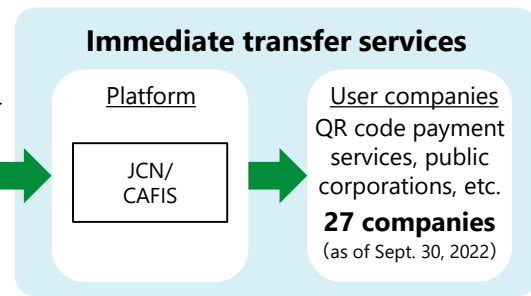 Immediate transfer services
Platform
JCN/
CAFIS
User companies
QR code payment
services, public
corporations, etc.
27 companies
(as of Sept. 30, 2022)